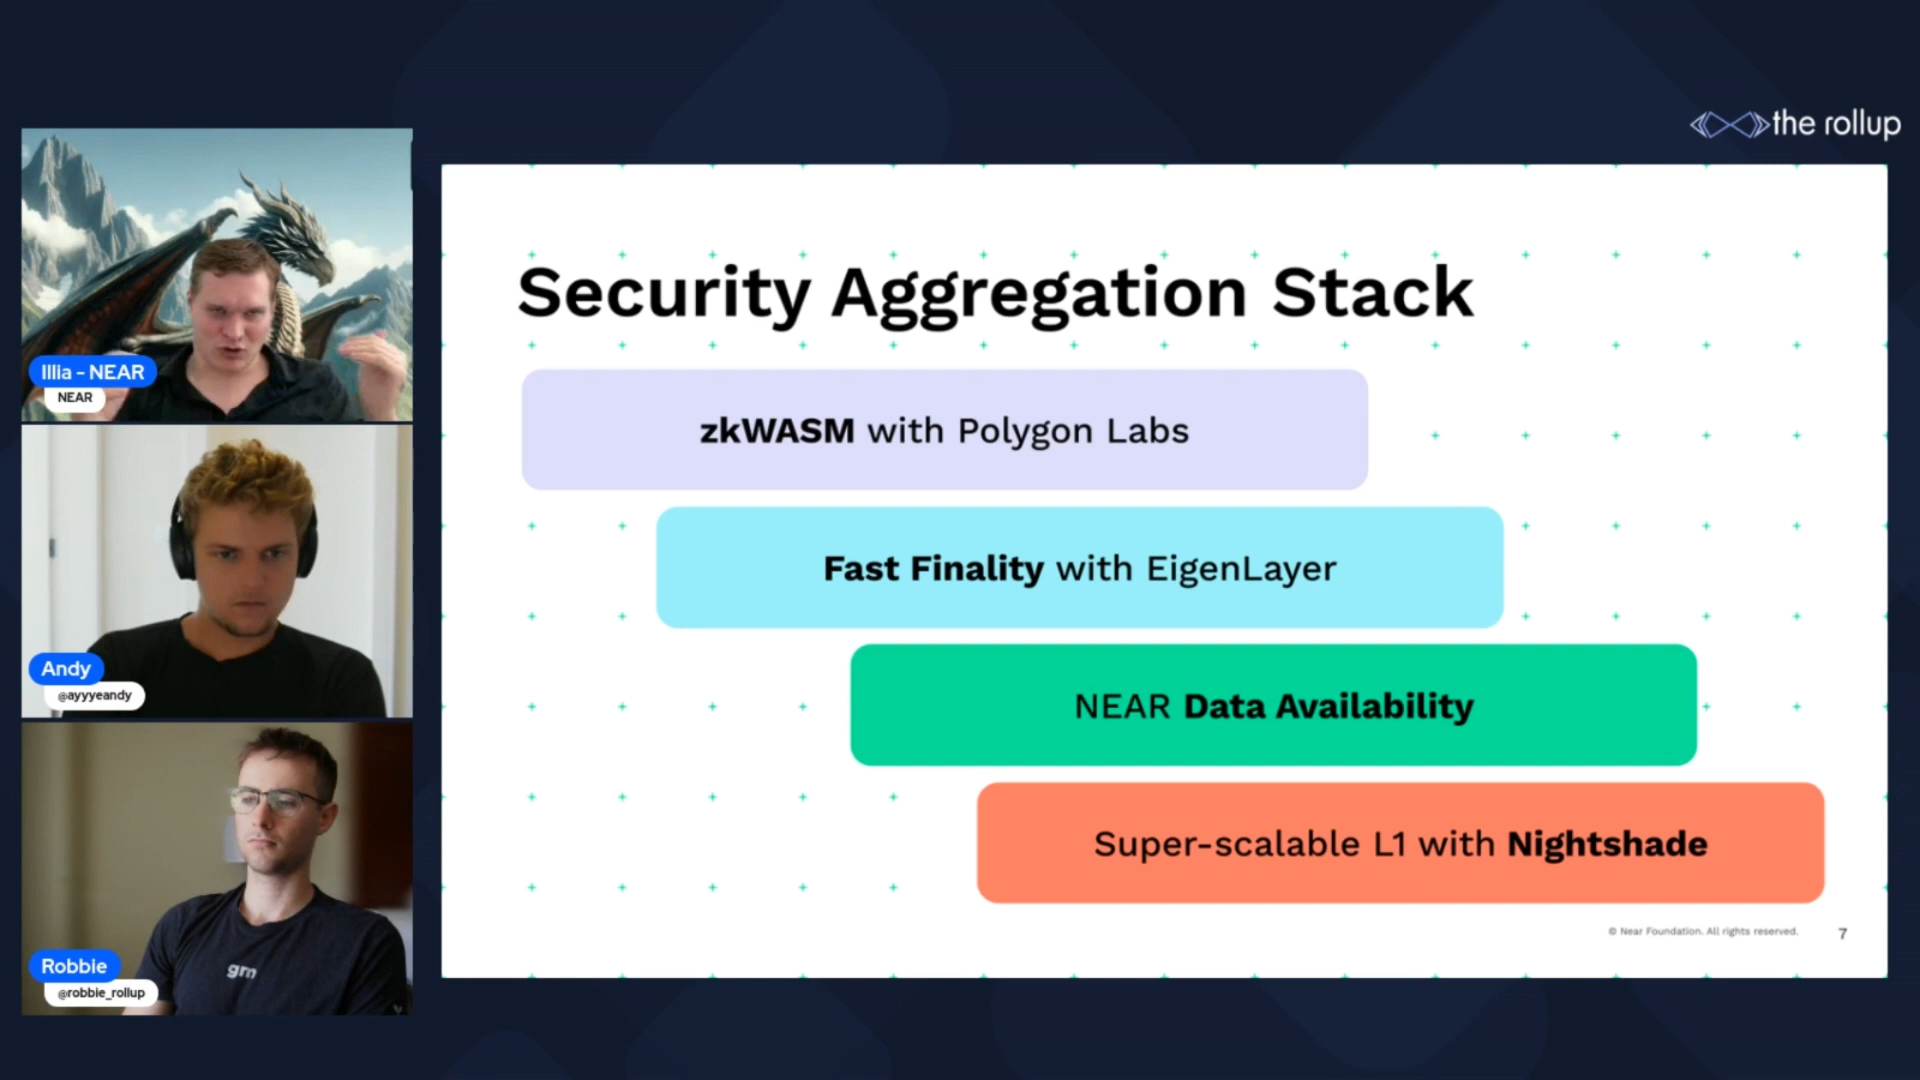 the rollup
Illia - NEAR
NEAR
Andy
@ayyyeandy
grm
Robbie
@robbie_rollup
Security Aggregation Stack
zkWASM with Polygon Labs
Fast Finality with EigenLayer
NEAR Data Availability
Super-scalable L1 with Nightshade
© Near Foundation. All rights reserved.
7